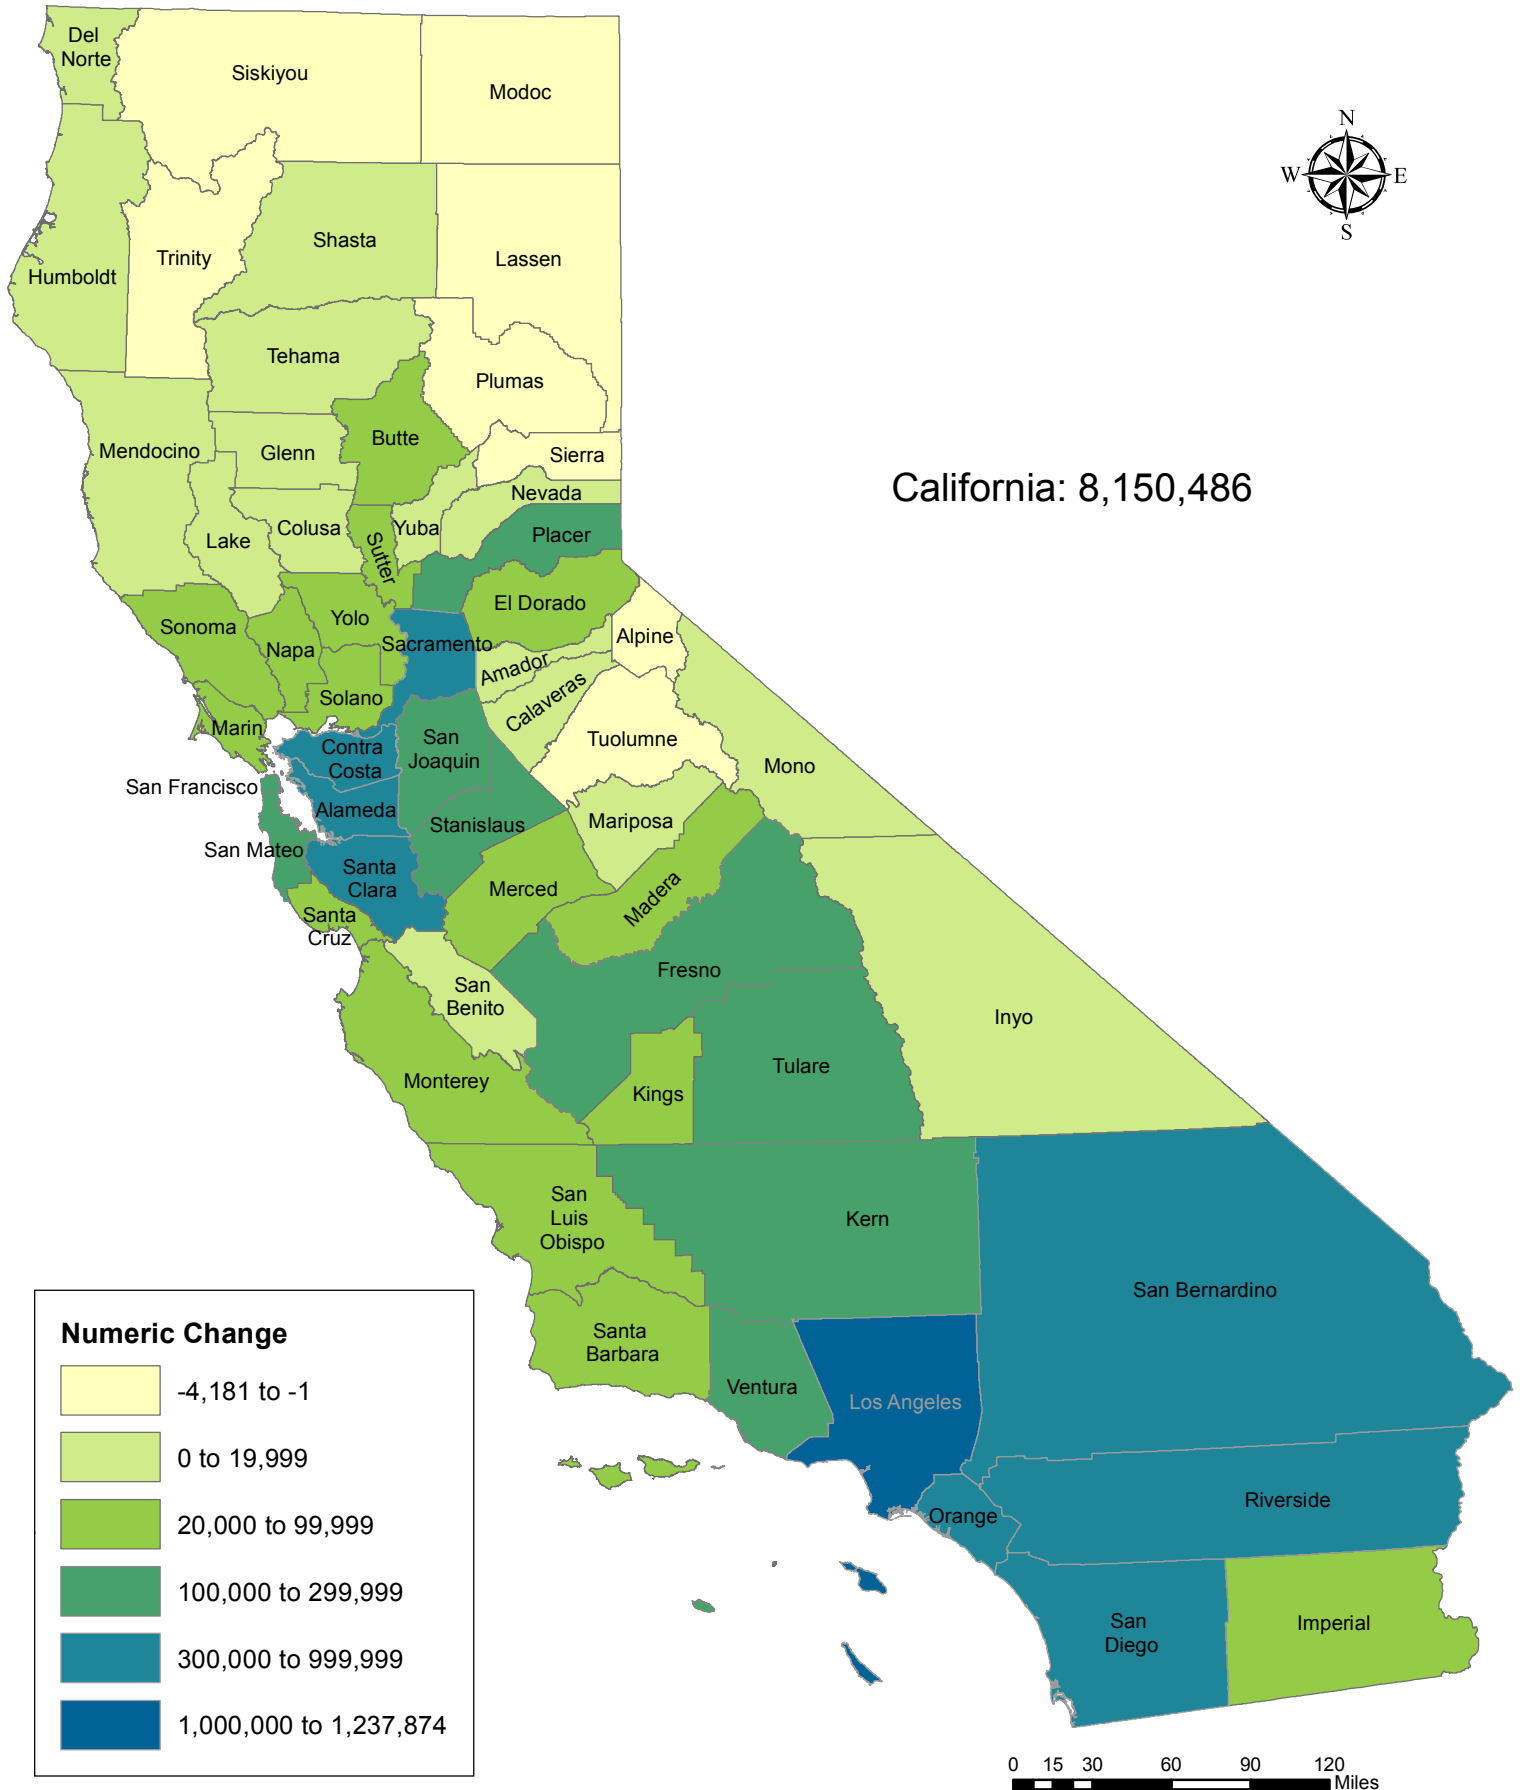 Del
Norte
Siskiyou
Modoc
N
W
E
S
Humboldt
Trinity
Shasta
Lassen
Tehama
Plumas
Mendocino
Glenn
Butte
Sierra
California: 8,150,486
Nevada
Lake
Colusa
Sutter
Yuba
Placer
El Dorado
Sonoma
Napa
Yolo
Sacramento
Alpine
Amador
Solano
Calaveras
Marin
Contra
Costa
San
Joaquin
Tuolumne
Mono
San Francisco
Alameda
Stanislaus
Mariposa
San Mateo
Santa
Clara
Merced
Madera
Santa
Cruz
Fresno
San
Benito
Inyo
Monterey
Kings
Tulare
San
Luis
Obispo
Kern
San Bernardino
Santa
Barbara
Ventura
Los Angeles
Orange
Riverside
San
Diego
Imperial
Numeric Change
-4,181 to -1
0 to 19,999
20,000 to 99,999
100,000 to 299,999
300,000 to 999,999
1,000,000 to 1,237,874
0 15 30 60 90 120
Miles